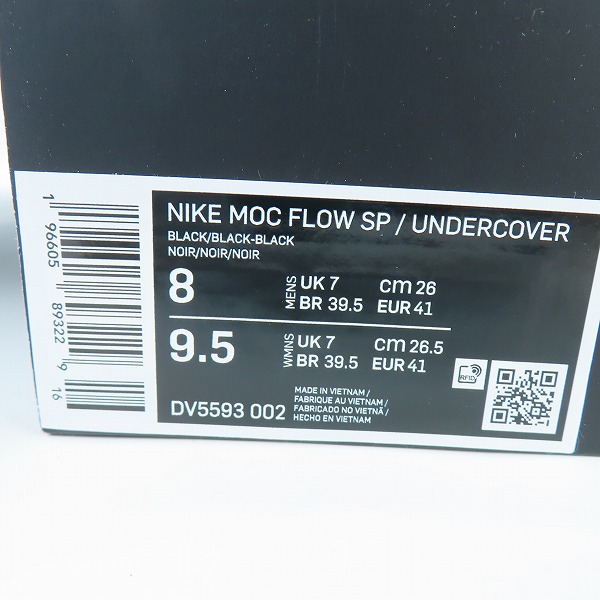 NIKE MOC FLOW SP / UNDERCOVER
BLACK/BLACK-BLACK
NOIR/NOIR/NOIR
8 MENS UK 7 cm 26
BR 39.5 EUR 41
9.5 WMNS UK 7 cm 26.5
BR 39.5 EUR 41
RFID
DV5593 002
MADE IN VIETNAM /
FABRIQUE AU VIETNAM /
FABRICADO NO VIETNÃ /
HECHO EN VIETNAM
1 96605 89322 9 16